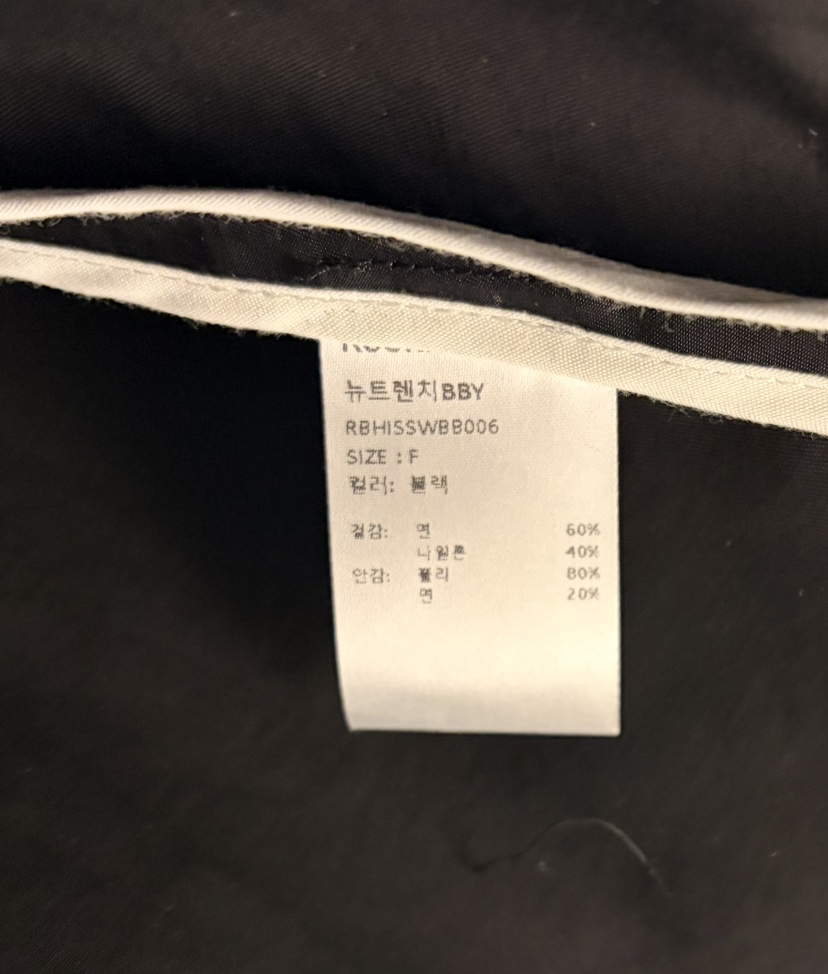 뉴트렌치BBY
RBHISSWBB006
SIZE : F
컬러: 블랙
겉감: 면 60%
나일론 40%
안감: 폴리 80%
면 20%